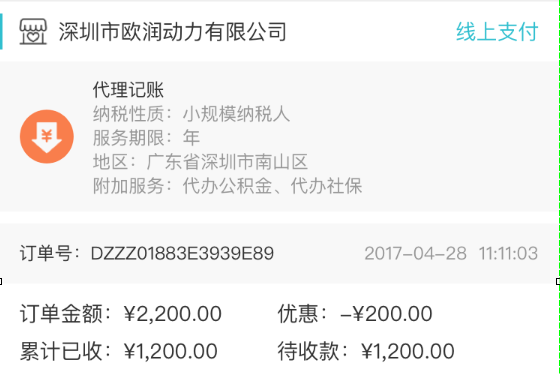 深圳市欧润动力有限公司 线上支付
代理记账
纳税性质：小规模纳税人
服务期限：年
地区：广东省深圳市南山区
附加服务：代办公积金、代办社保
订单号：DZZZ01883E3939E89 2017-04-28 11:11:03
订单金额：¥2,200.00 优惠：-¥200.00
累计已收：¥1,200.00 待收款：¥1,200.00